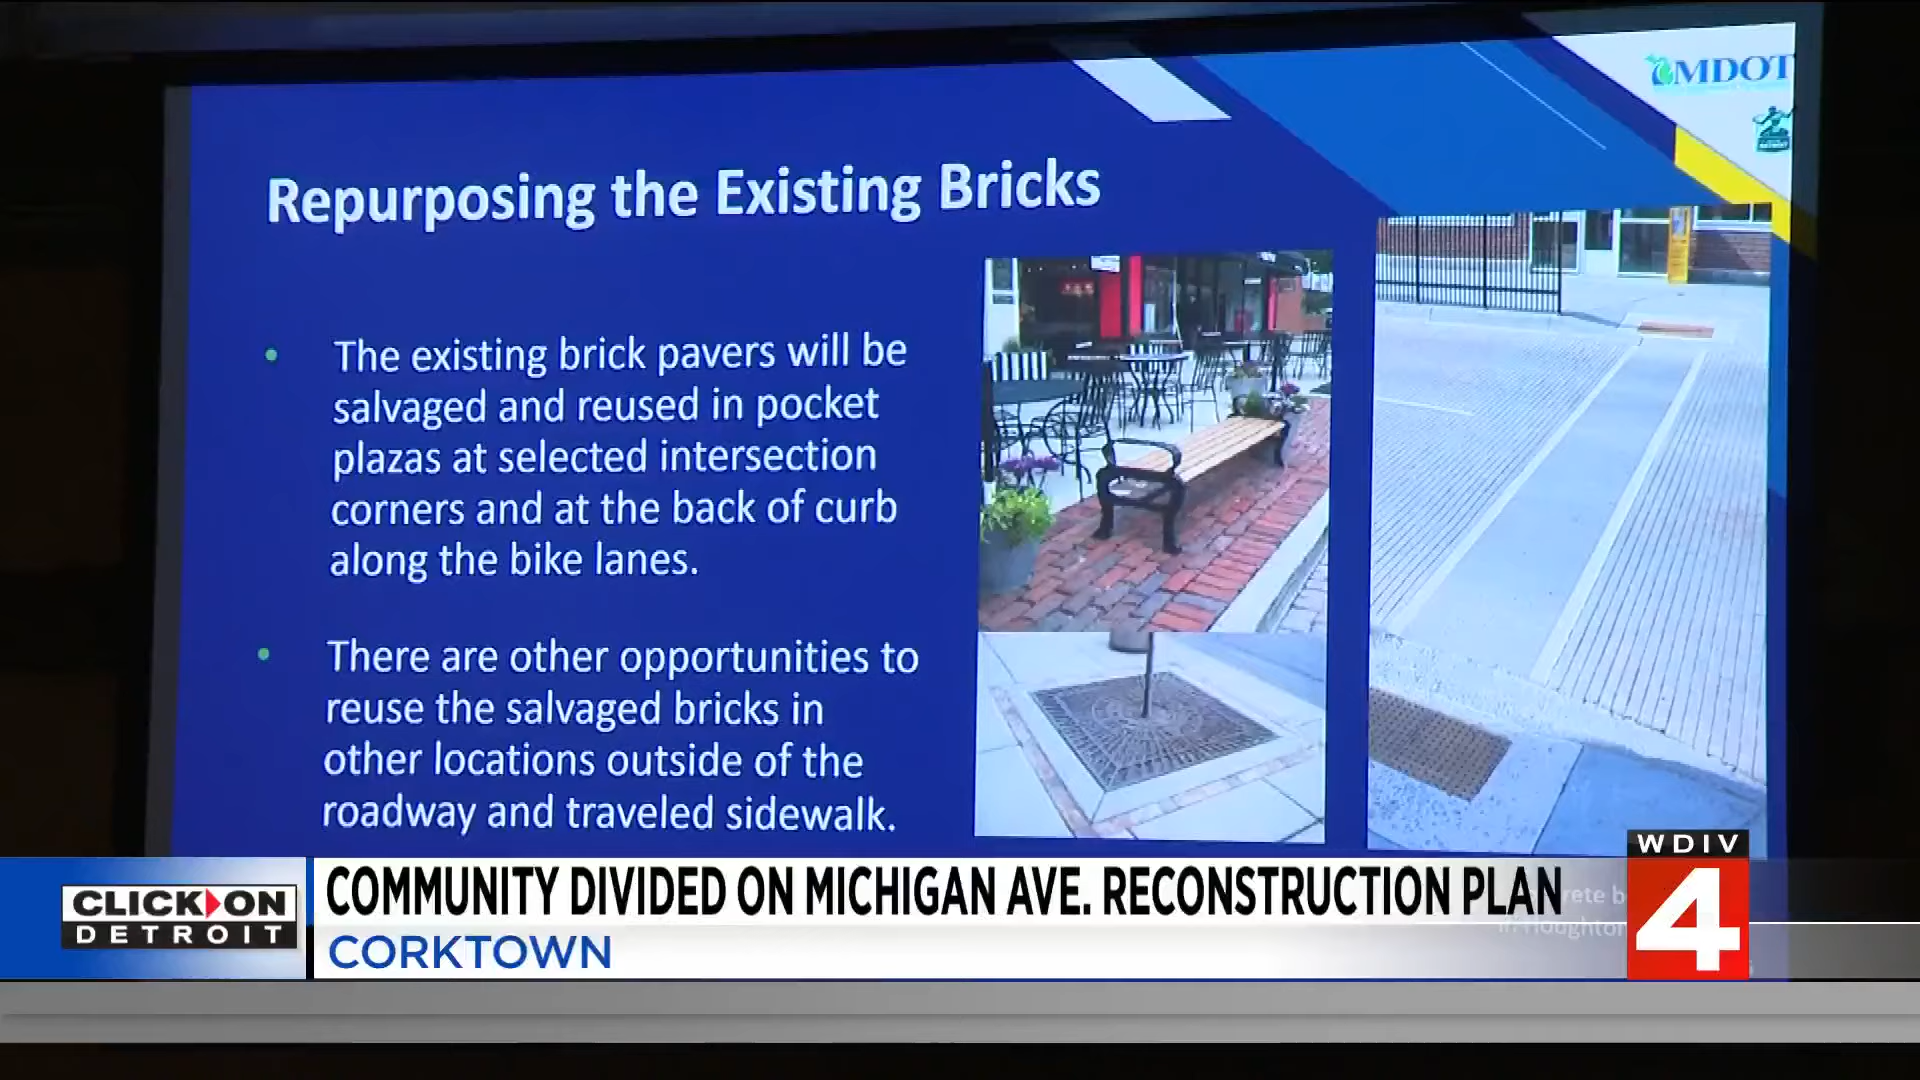 MDOT
Repurposing the Existing Bricks
• The existing brick pavers will be
salvaged and reused in pocket
plazas at selected intersection
corners and at the back of curb
along the bike lanes.
• There are other opportunities to
reuse the salvaged bricks in
other locations outside of the
roadway and traveled sidewalk.
WDIV
4
CLICK ON
DETROIT
COMMUNITY DIVIDED ON MICHIGAN AVE. RECONSTRUCTION PLAN
CORKTOWN